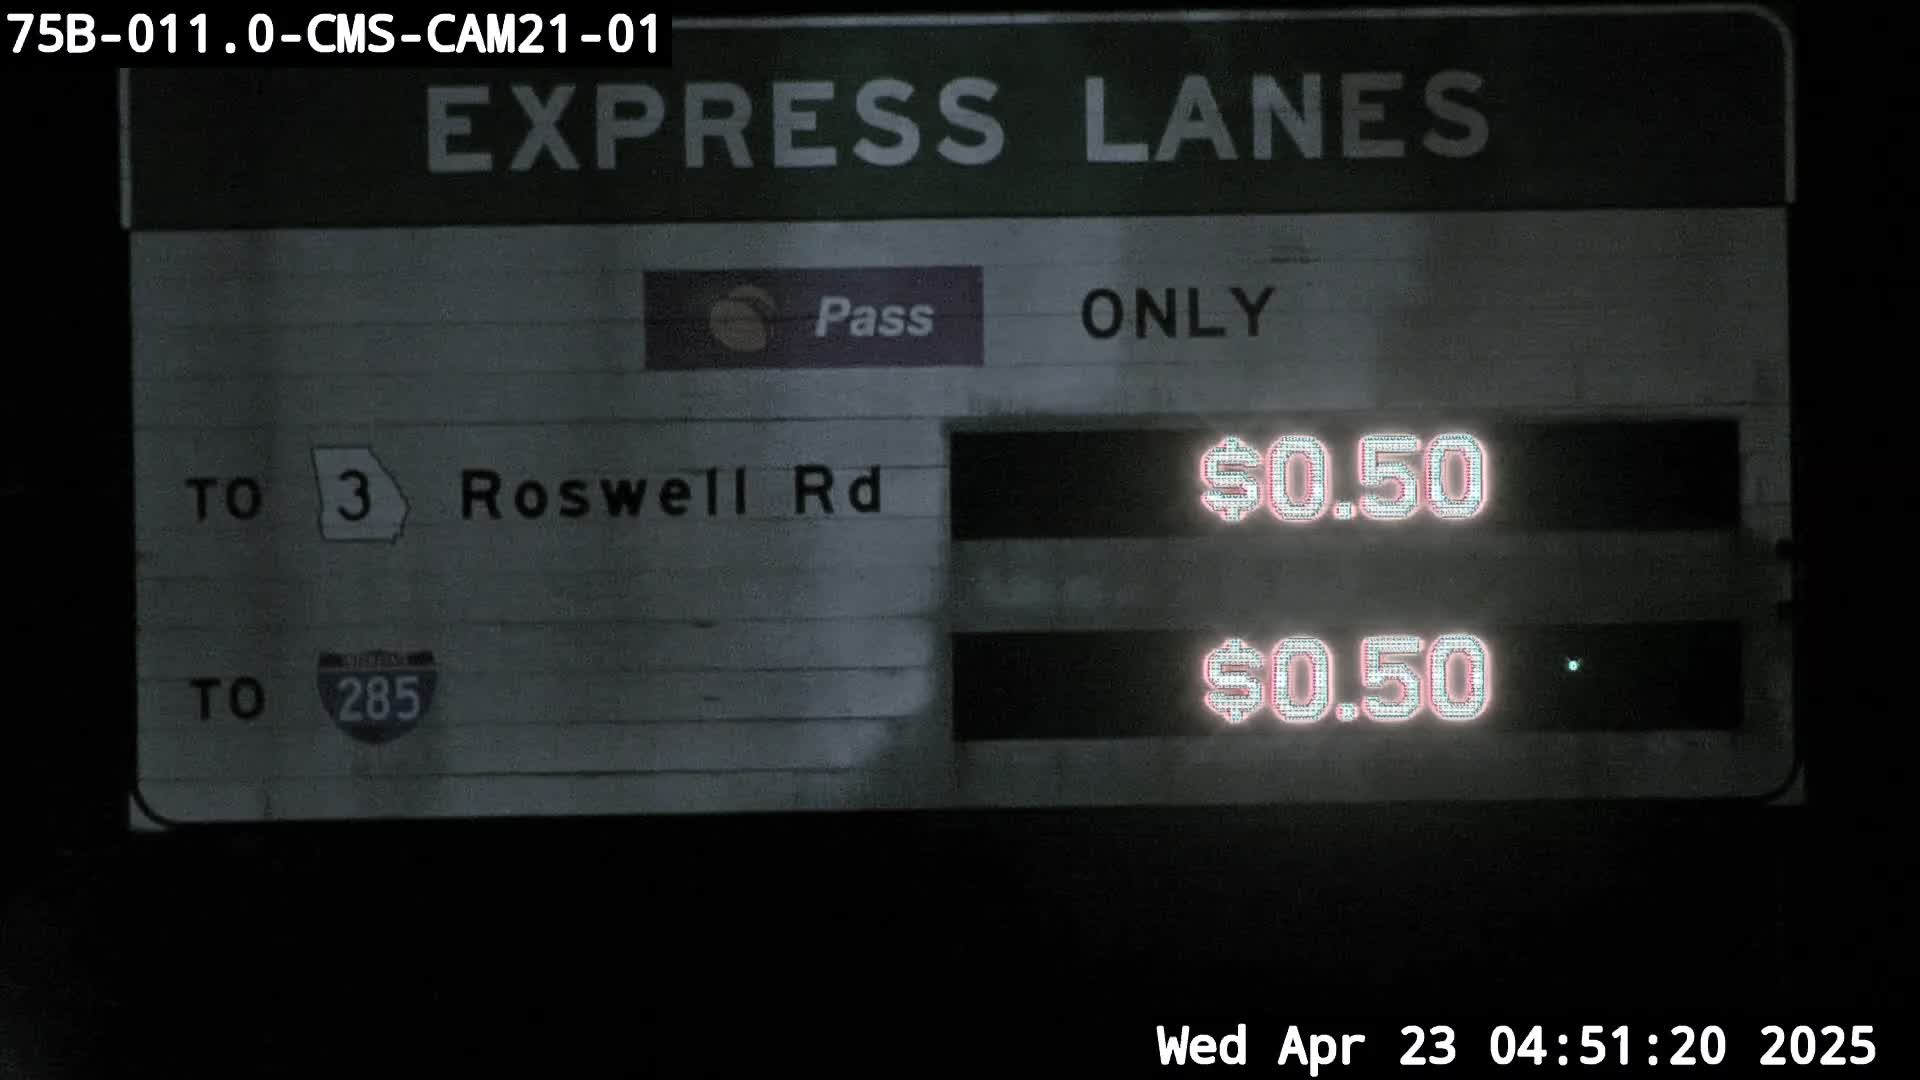 75B-011.0-CMS-CAM21-01
EXPRESS LANES
Pass ONLY
TO 3 Roswell Rd $0.50
TO 285 $0.50
Wed Apr 23 04:51:20 2025